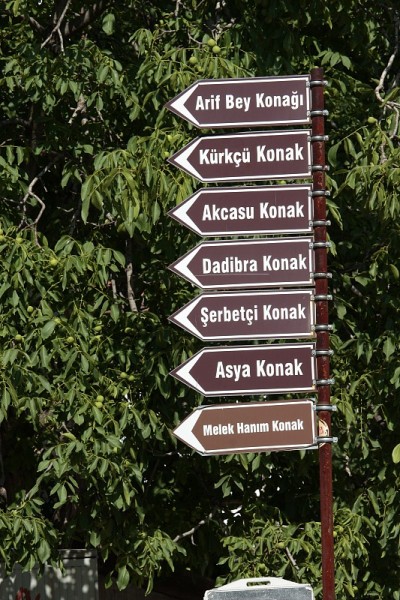 Arif Bey Konağı
Kürkçü Konak
Akcasu Konak
Dadibra Konak
Şerbetçi Konak
Asya Konak
Melek Hanım Konak